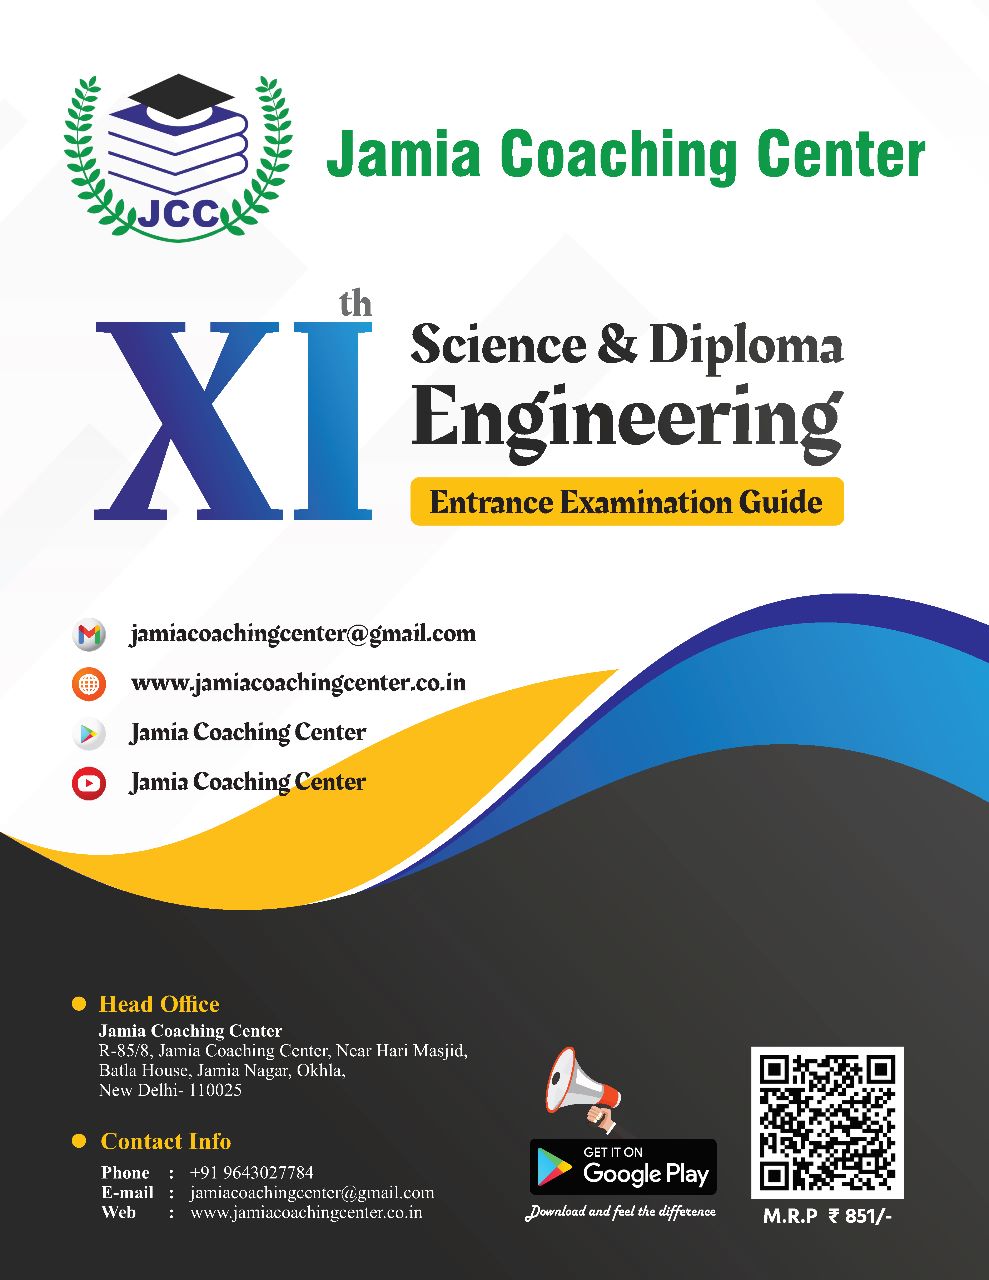 JCC
Jamia Coaching Center
XIth
Science & Diploma
Engineering
Entrance Examination Guide
jamiacoachingcenter@gmail.com
www.jamiacoachingcenter.co.in
Jamia Coaching Center
Jamia Coaching Center
Head Office
Jamia Coaching Center
R-85/8, Jamia Coaching Center, Near Hari Masjid,
Batla House, Jamia Nagar, Okhla,
New Delhi- 110025
Contact Info
Phone : +91 9643027784
E-mail : jamiacoachingcenter@gmail.com
Web : www.jamiacoachingcenter.co.in
GET IT ON
Google Play
Download and feel the difference
M.R.P ₹ 851/-